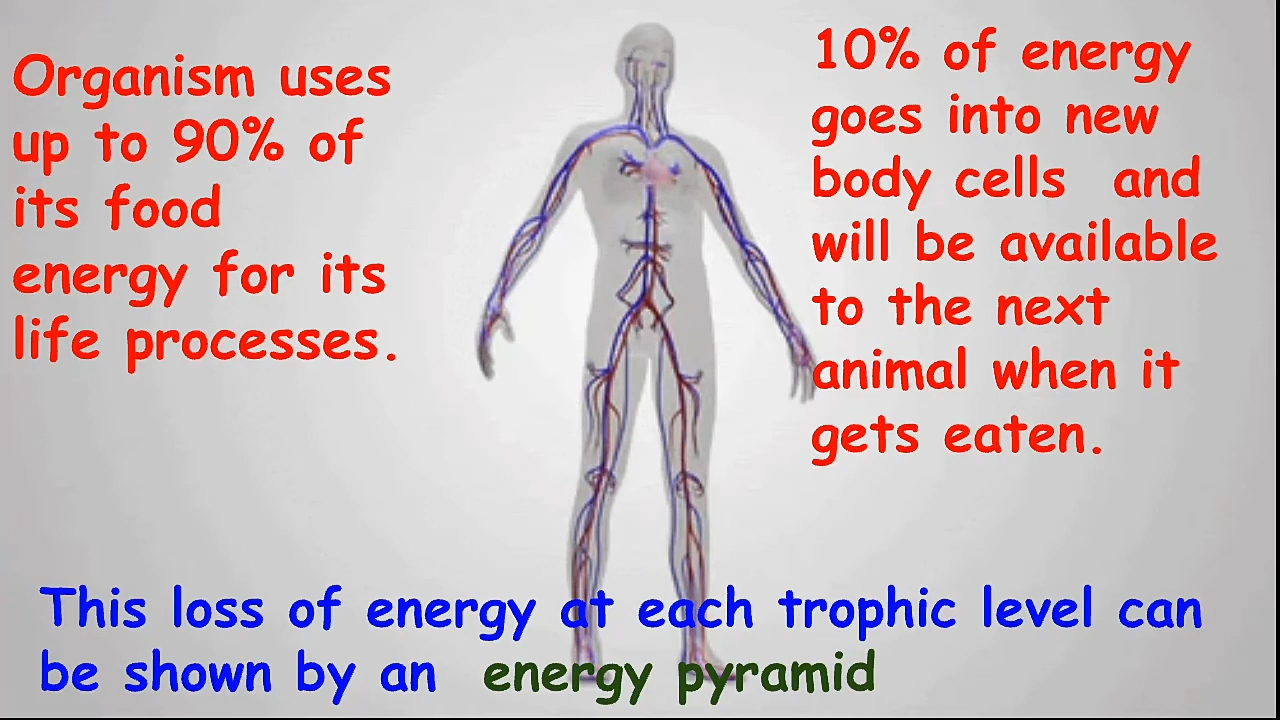 Organism uses
up to 90% of
its food
energy for its
life processes.
10% of energy
goes into new
body cells and
will be available
to the next
animal when it
gets eaten.
This loss of energy at each trophic level can
be shown by an energy pyramid